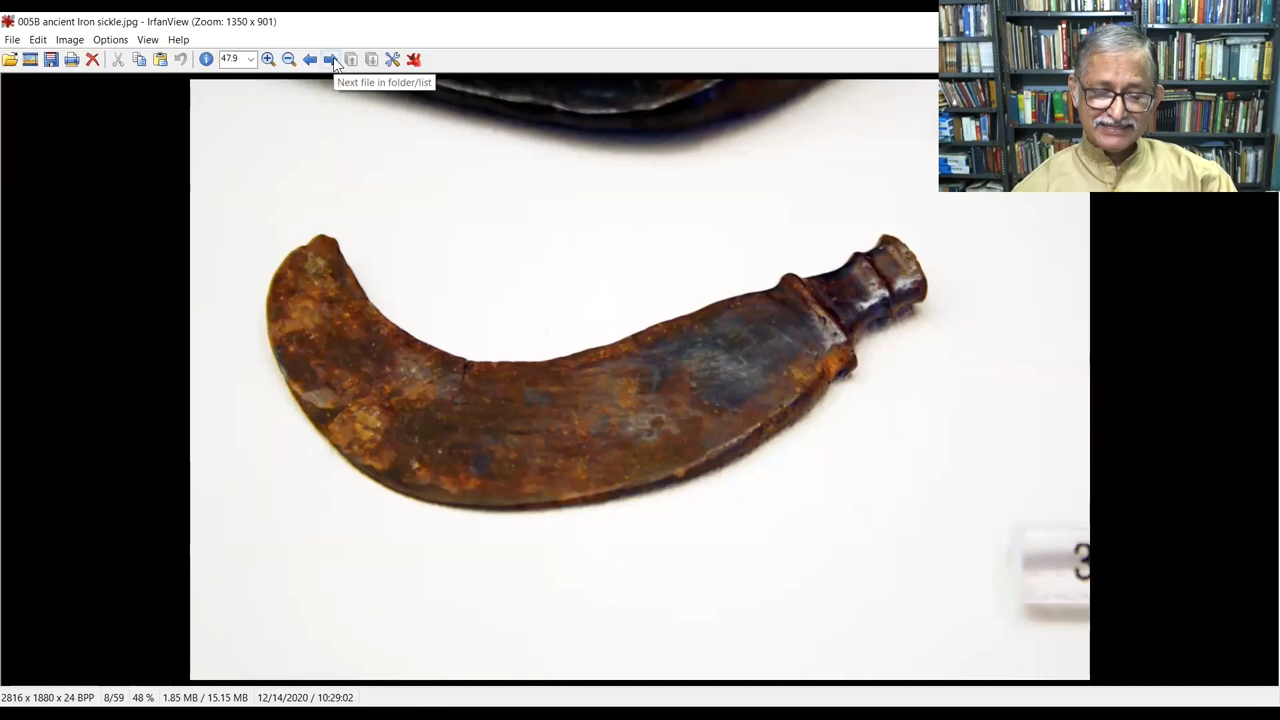 005B ancient Iron sickle.jpg - IrfanView (Zoom: 1350 x 901)
File Edit Image Options View Help
47.9
Next file in folder/list
3
2816 x 1880 x 24 BPP 8/59 48 % 1.85 MB / 15.15 MB 12/14/2020 / 10:29:02